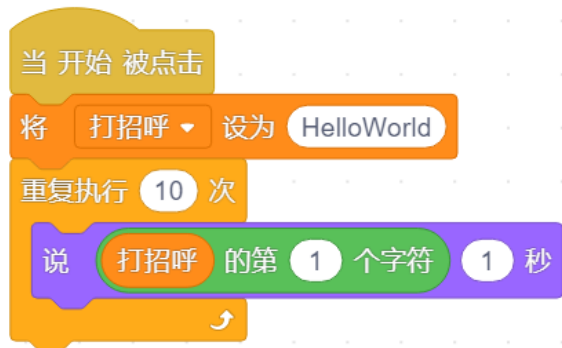 当 开始 被点击
将 打招呼 设为 HelloWorld
重复执行 10 次
说 打招呼 的第 1 个字符 1 秒